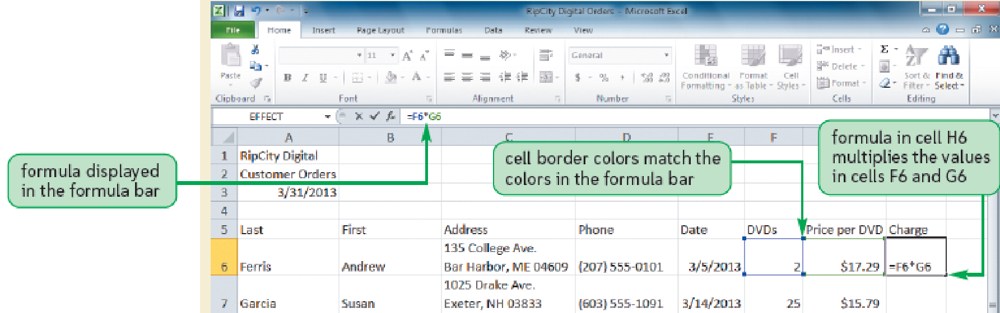 RipCity Digital Orders - Microsoft Excel
File Home Insert Page Layout Formulas Data Review View
11 A A General Insert
Paste B I U A $ % Conditional Formatting Format as Table Cell Styles Delete Format Σ Sort & Filter Find & Select
Clipboard Font Alignment Number Styles Cells Editing
EFFECT fx =F6*G6
A B C D E F
formula displayed
in the formula bar
cell border colors match the
colors in the formula bar
formula in cell H6
multiplies the values
in cells F6 and G6
1 RipCity Digital
2 Customer Orders
3 3/31/2013
4
5 Last First Address Phone Date DVDs Price per DVD Charge
135 College Ave.
6 Ferris Andrew Bar Harbor, ME 04609 (207) 555-0101 3/5/2013 2 $17.29 =F6*G6
1025 Drake Ave.
7 Garcia Susan Exeter, NH 03833 (603) 555-1091 3/14/2013 25 $15.79